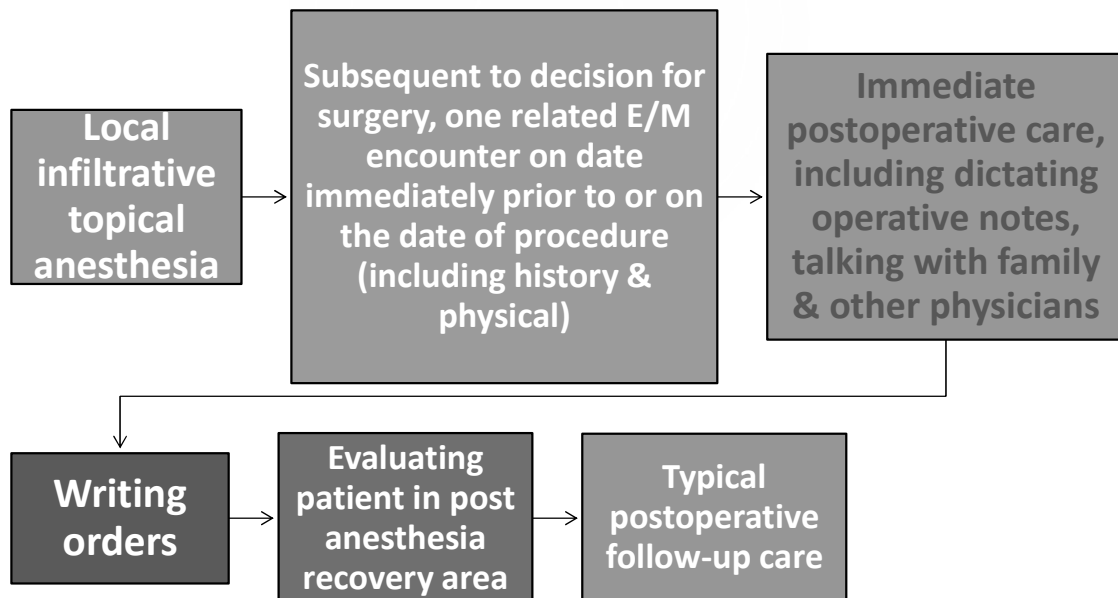 Local
infiltrative
topical
anesthesia
Subsequent to decision for
surgery, one related E/M
encounter on date
immediately prior to or on
the date of procedure
(including history &
physical)
Immediate
postoperative care,
including dictating
operative notes,
talking with family
& other physicians
Writing
orders
Evaluating
patient in post
anesthesia
recovery area
Typical
postoperative
follow-up care